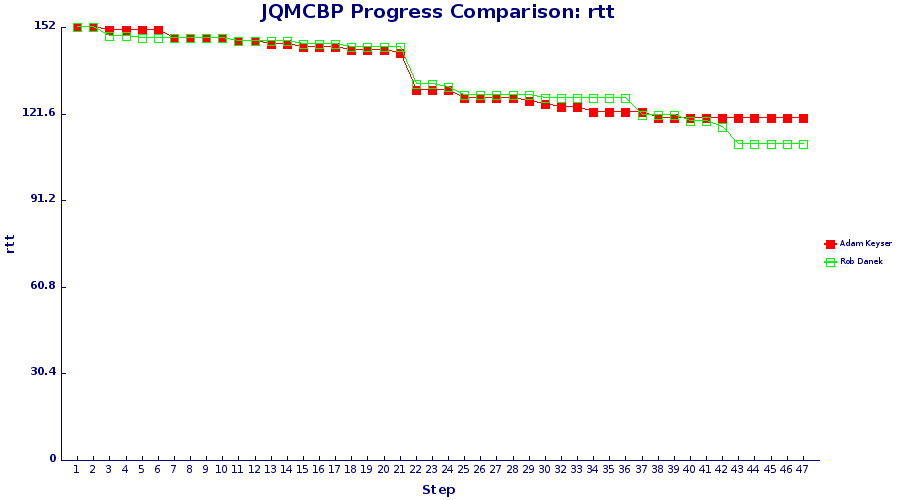 JQMCBP Progress Comparison: rtt
152
121.6
91.2
60.8
30.4
0
rtt
1 2 3 4 5 6 7 8 9 10 11 12 13 14 15 16 17 18 19 20 21 22 23 24 25 26 27 28 29 30 31 32 33 34 35 36 37 38 39 40 41 42 43 44 45 46 47
Step
Adam Keyser
Rob Danek